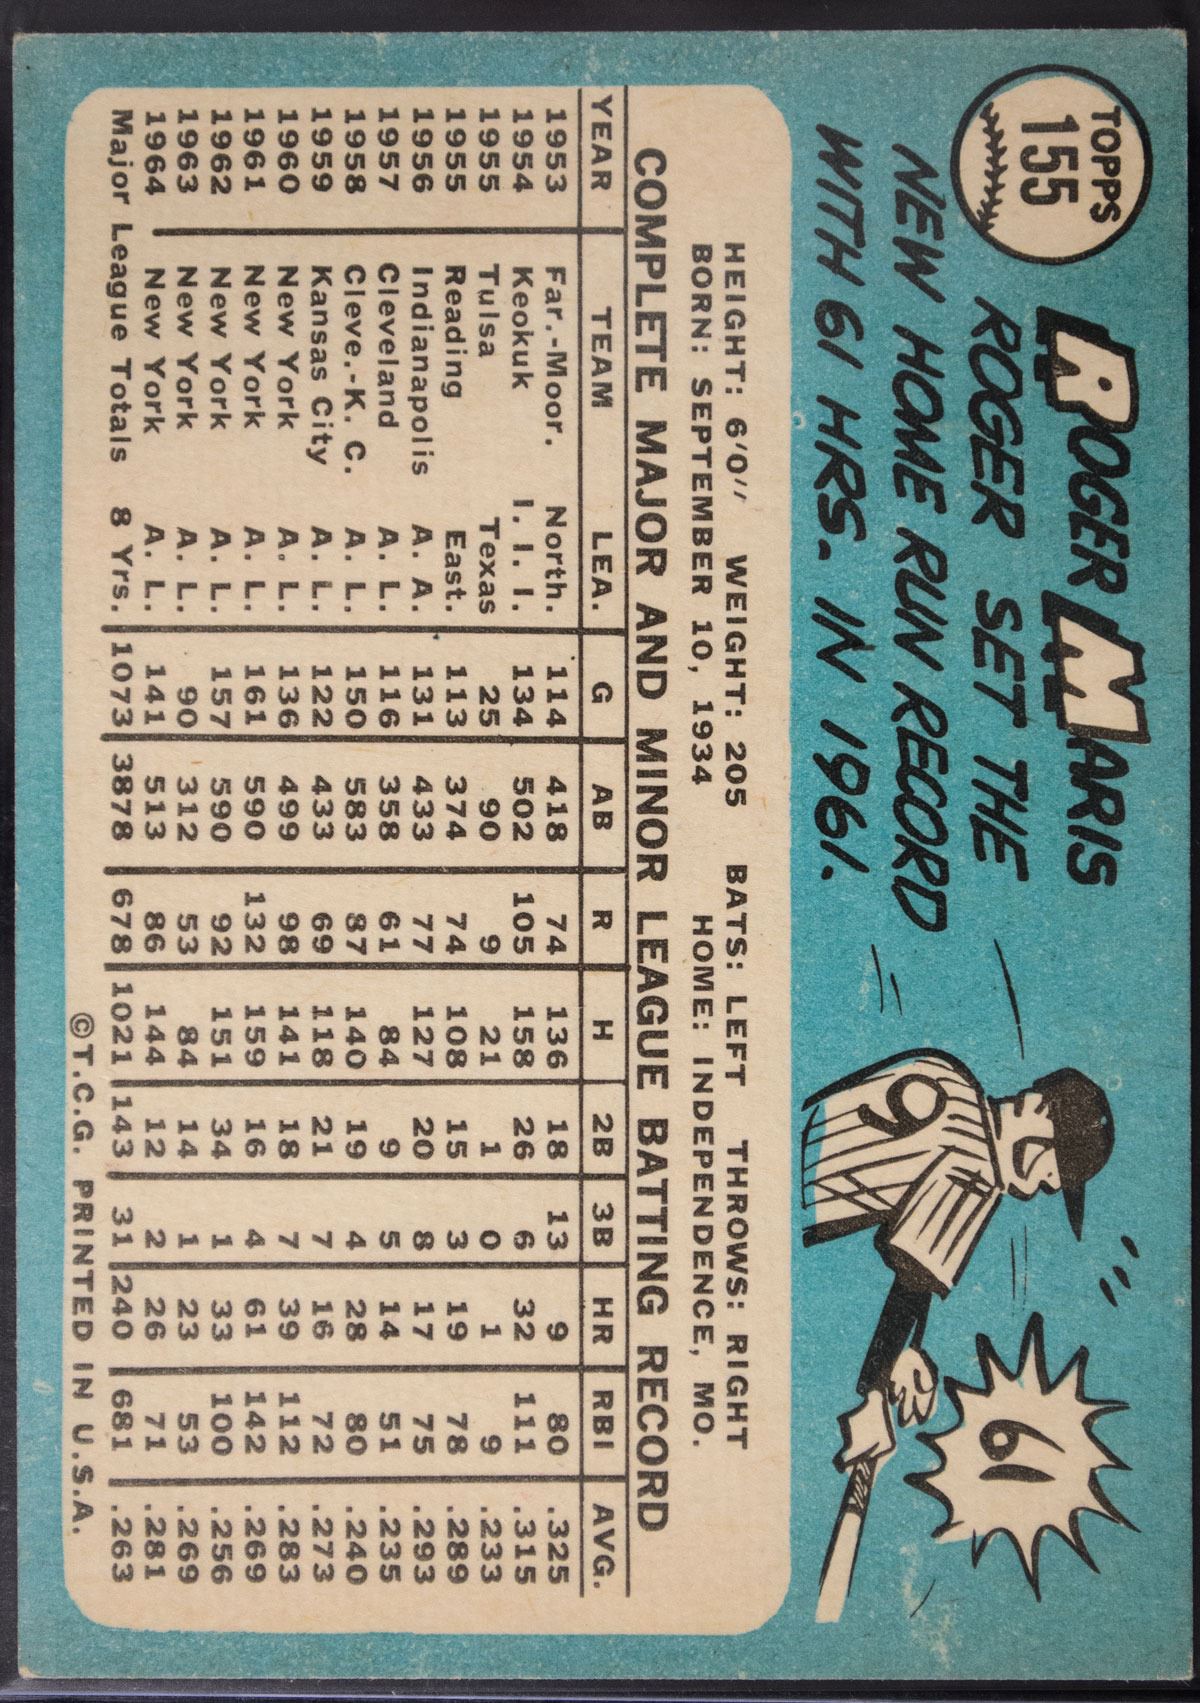 TOPPS
155
ROGER MARIS
ROGER SET THE
NEW HOME RUN RECORD
WITH 61 HRS. IN 1961.
9
61
HEIGHT: 6'0'' WEIGHT: 205 BATS: LEFT THROWS: RIGHT
BORN: SEPTEMBER 10, 1934 HOME: INDEPENDENCE, MO.
COMPLETE MAJOR AND MINOR LEAGUE BATTING RECORD
YEAR TEAM LEA. G AB R H 2B 3B HR RBI AVG.
1953 Far.-Moor. North. 114 418 74 136 18 13 9 80 .325
1954 Keokuk I. I. I. 134 502 105 158 26 6 32 111 .315
1955 Tulsa Texas 25 90 9 21 1 0 1 9 .233
1955 Reading East. 113 374 74 108 15 3 19 78 .289
1956 Indianapolis A. A. 131 433 77 127 20 8 17 75 .293
1957 Cleveland A. L. 116 358 61 84 9 5 14 51 .235
1958 Cleve.-K. C. A. L. 150 583 87 140 19 4 28 80 .240
1959 Kansas City A. L. 122 433 69 118 21 7 16 72 .273
1960 New York A. L. 136 499 98 141 18 7 39 112 .283
1961 New York A. L. 161 590 132 159 16 4 61 142 .269
1962 New York A. L. 157 590 92 151 34 1 33 100 .256
1963 New York A. L. 90 312 53 84 14 1 23 53 .269
1964 New York A. L. 141 513 86 144 12 2 26 71 .281
Major League Totals 8 Yrs. 1073 3878 678 1021 143 31 240 681 .263
©T.C.G. PRINTED IN U.S.A.